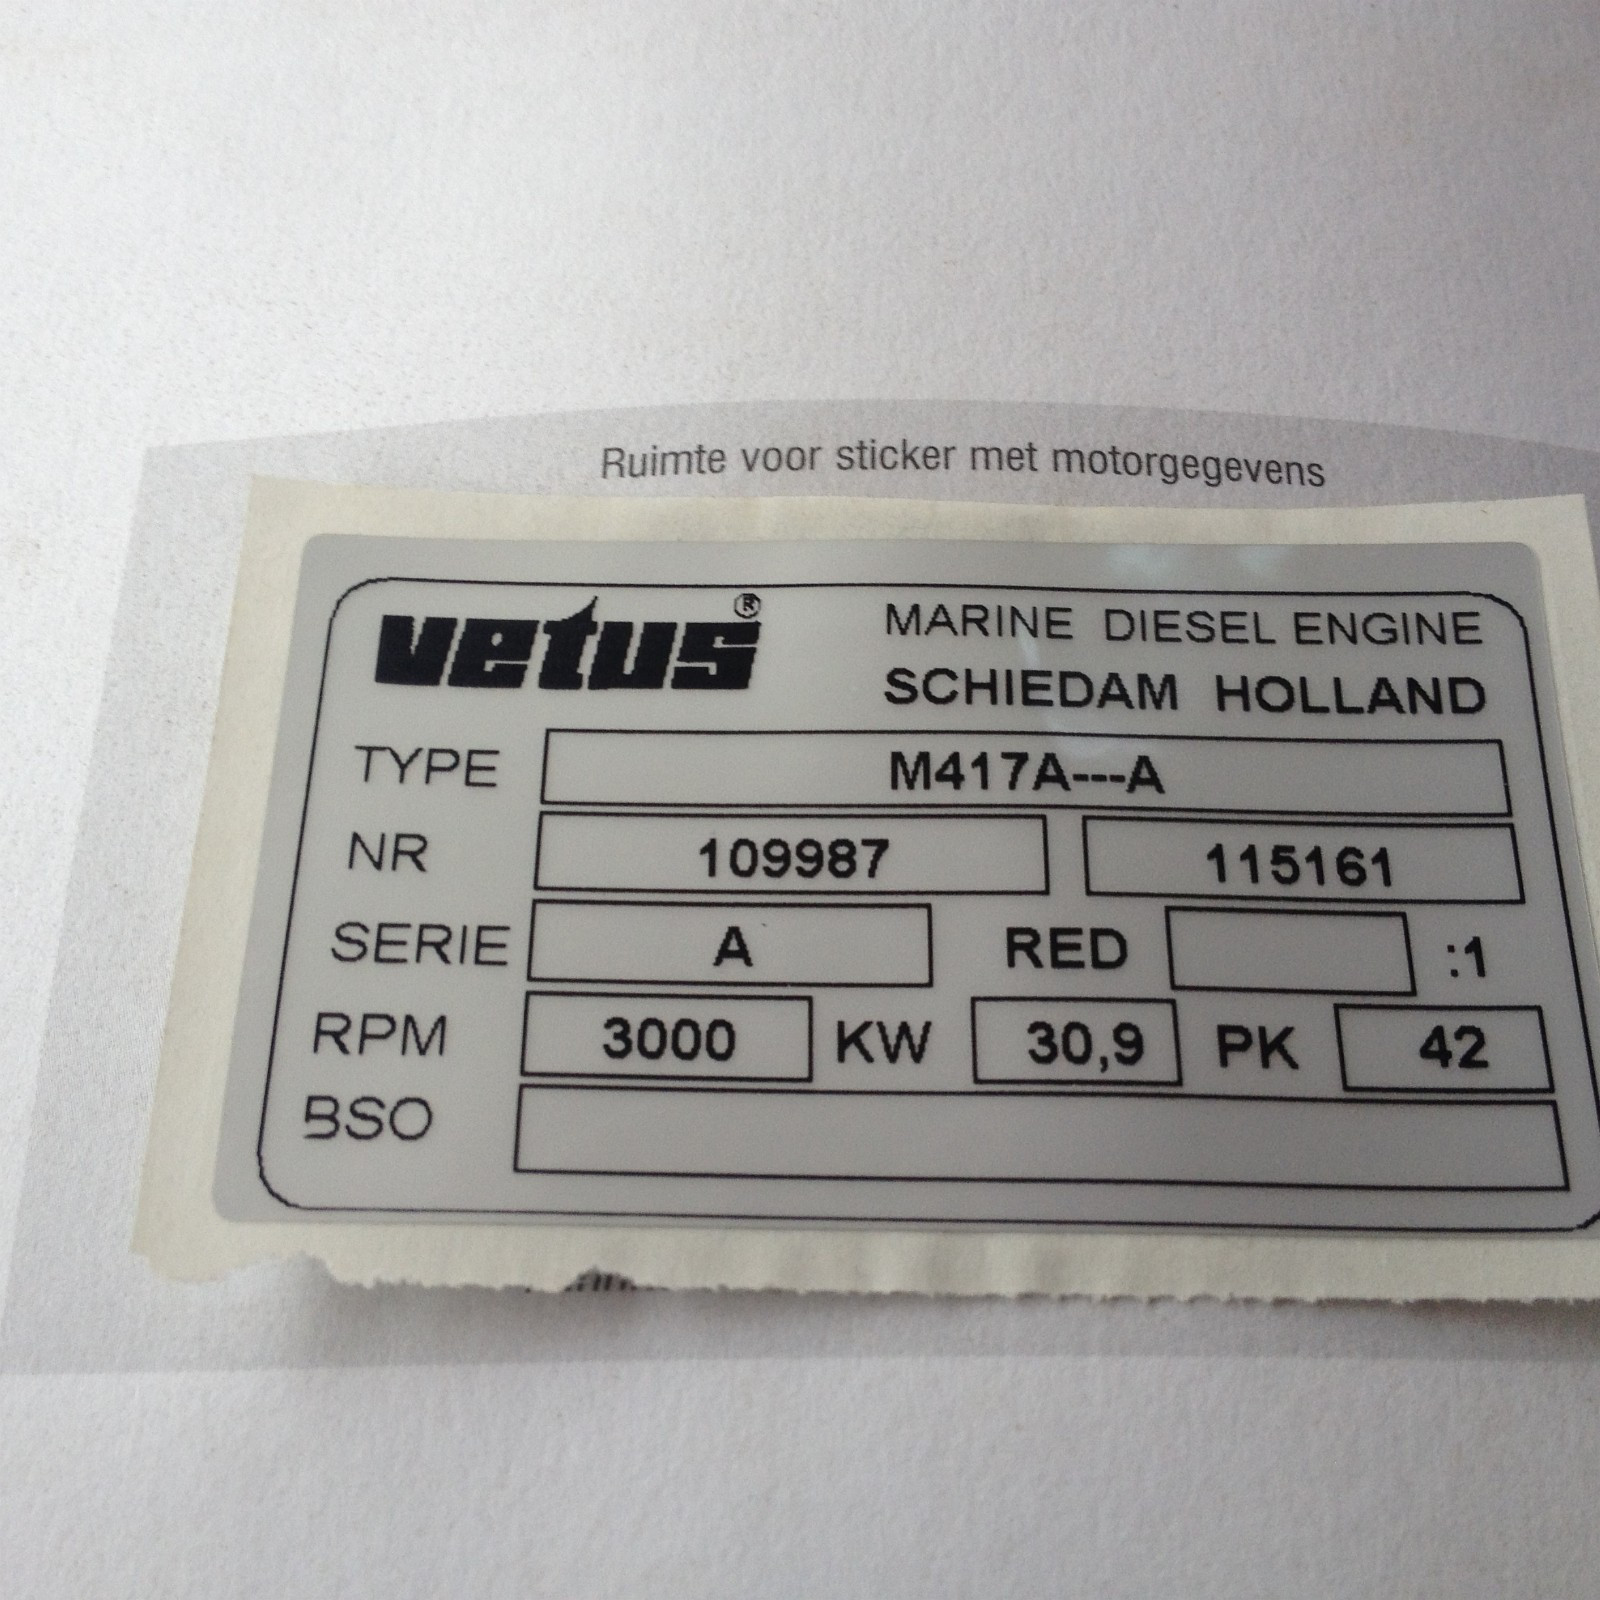 Ruimte voor sticker met motorgegevens
vetus® MARINE DIESEL ENGINE
SCHIEDAM HOLLAND
TYPE M417A---A
NR 109987 115161
SERIE A RED :1
RPM 3000 KW 30,9 PK 42
BSO